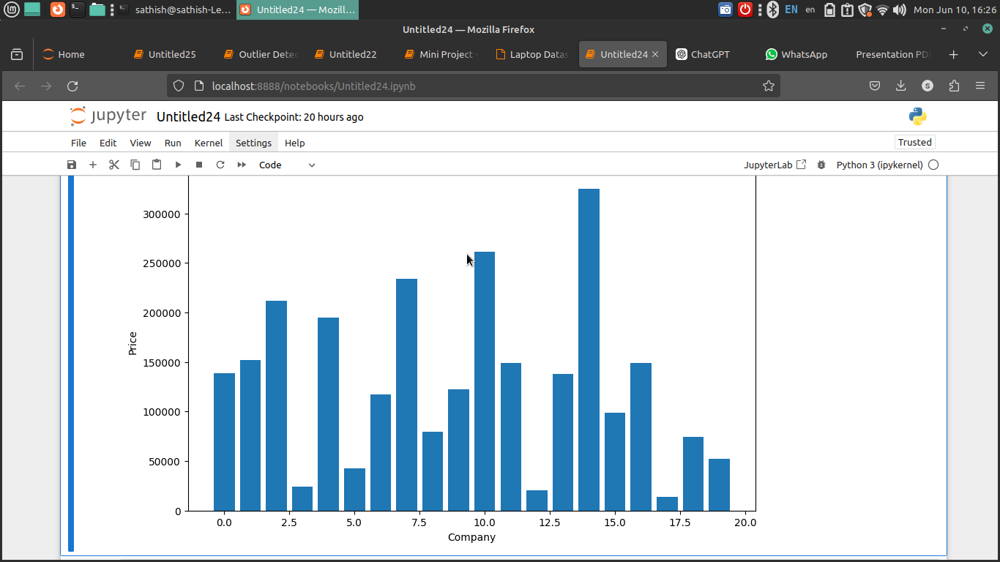 sathish@sathish-Le...
Untitled24 — Mozill...
EN
en
Mon Jun 10, 16:26
Untitled24 — Mozilla Firefox
Home
Untitled25
Outlier Detec
Untitled22
Mini Project -
Laptop Datas
Untitled24
ChatGPT
WhatsApp
Presentation PD
localhost:8888/notebooks/Untitled24.ipynb
S
jupyter
Untitled24 Last Checkpoint: 20 hours ago
File Edit View Run Kernel Settings Help
Trusted
Code
JupyterLab
Python 3 (ipykernel)
300000
250000
200000
150000
100000
50000
0
Price
0.0 2.5 5.0 7.5 10.0 12.5 15.0 17.5 20.0
Company